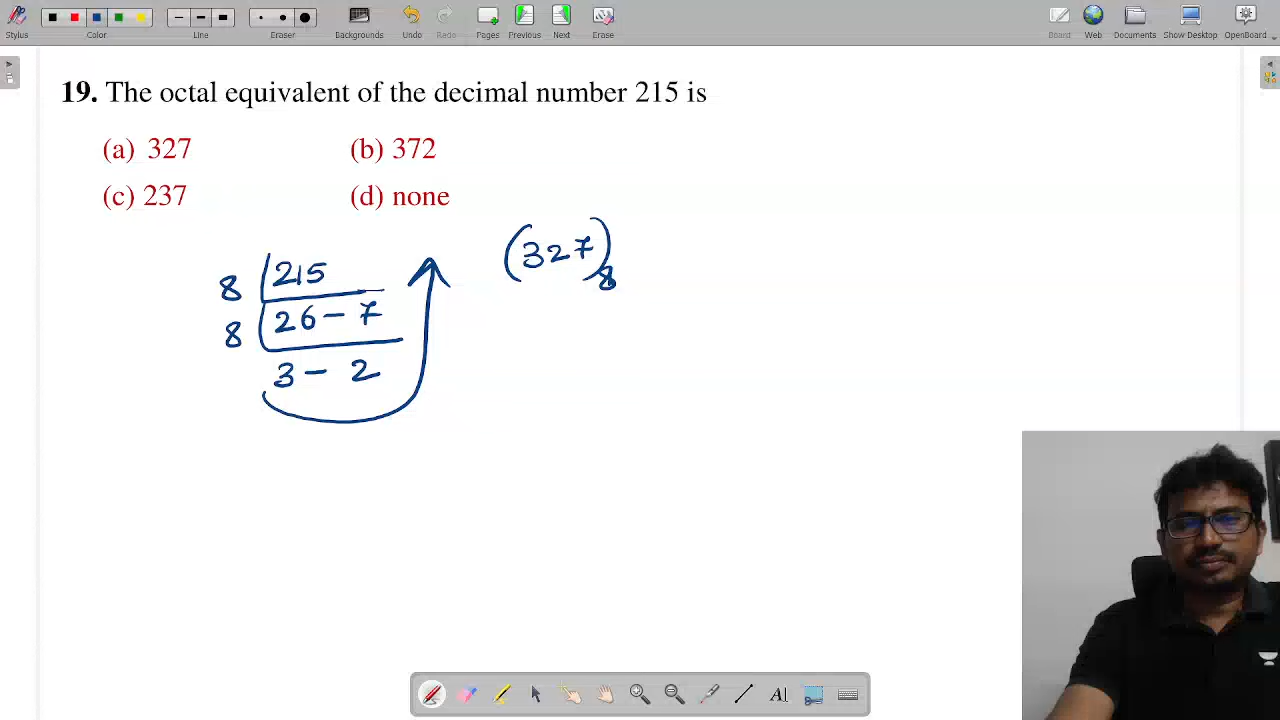 Stylus Color Line Eraser Backgrounds Undo Redo Pages Previous Next Erase Board Web Documents Show Desktop OpenBoard
19. The octal equivalent of the decimal number 215 is
(a) 327 (b) 372
(c) 237 (d) none
(327)8
8 215
8 26 - 7
3 - 2
AI